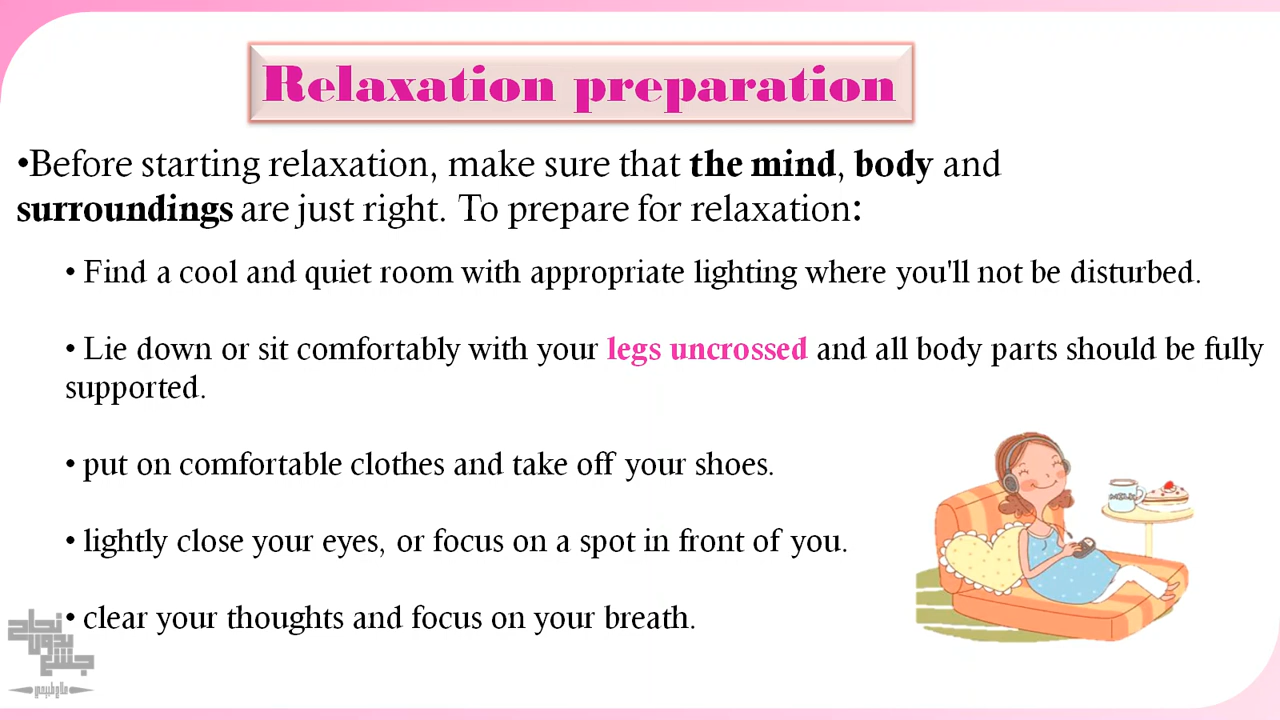 Relaxation preparation
•Before starting relaxation, make sure that the mind, body and
surroundings are just right. To prepare for relaxation:
• Find a cool and quiet room with appropriate lighting where you'll not be disturbed.
• Lie down or sit comfortably with your legs uncrossed and all body parts should be fully
supported.
• put on comfortable clothes and take off your shoes.
• lightly close your eyes, or focus on a spot in front of you.
• clear your thoughts and focus on your breath.
نجاح
بدون
جشع